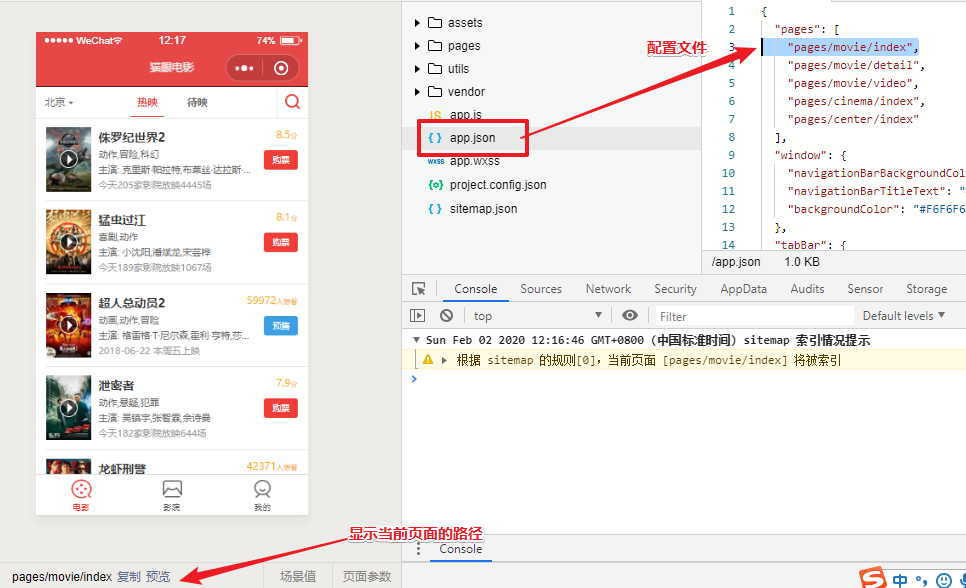 WeChat
12:17
74%
猫眼电影
北京
热映
待映
侏罗纪世界2
8.5分
动作,冒险,科幻
主演: 克里斯·帕拉特,布蕾丝·达拉斯·...
购票
今天205家影院放映4445场
猛虫过江
8.1分
喜剧,动作
主演: 小沈阳,潘斌龙,宋芸桦
购票
今天189家影院放映1067场
超人总动员2
59972人想看
动画,动作,冒险
主演: 格雷格·T·尼尔森,霍利·亨特,莎...
预售
2018-06-22 本周五上映
泄密者
7.9分
动作,悬疑,犯罪
主演: 吴镇宇,张智霖,佘诗曼
购票
今天182家影院放映644场
龙虾刑警
42371人想看
电影
影院
我的
显示当前页面的路径
pages/movie/index 复制 预览
场景值
页面参数
assets
pages
utils
vendor
JS app.js
{ } app.json
wxss app.wxss
{o} project.config.json
{ } sitemap.json
配置文件
1 {
2 "pages": [
3 "pages/movie/index",
4 "pages/movie/detail",
5 "pages/movie/video",
6 "pages/cinema/index",
7 "pages/center/index"
8 ],
9 "window": {
10 "navigationBarBackgroundCol
11 "navigationBarTitleText": "
12 "backgroundColor": "#F6F6F6
13 },
14 "tabBar": {
/app.json 1.0 KB
Console Sources Network Security AppData Audits Sensor Storage
top
Filter
Default levels
Sun Feb 02 2020 12:16:46 GMT+0800 (中国标准时间) sitemap 索引情况提示
根据 sitemap 的规则[0], 当前页面 [pages/movie/index] 将被索引
Console
S 中